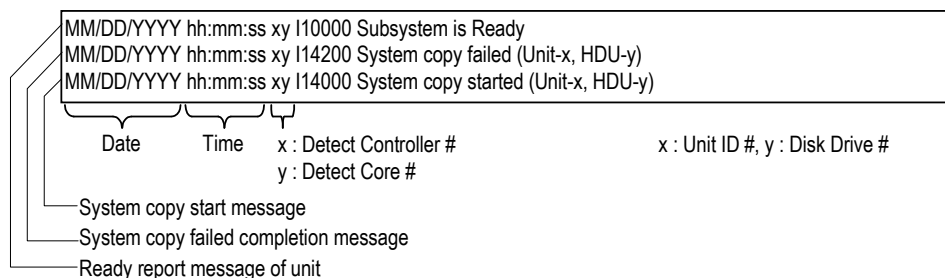 MM/DD/YYYY hh:mm:ss xy I10000 Subsystem is Ready
MM/DD/YYYY hh:mm:ss xy I14200 System copy failed (Unit-x, HDU-y)
MM/DD/YYYY hh:mm:ss xy I14000 System copy started (Unit-x, HDU-y)
Date Time x : Detect Controller # x : Unit ID #, y : Disk Drive #
y : Detect Core #
System copy start message
System copy failed completion message
Ready report message of unit